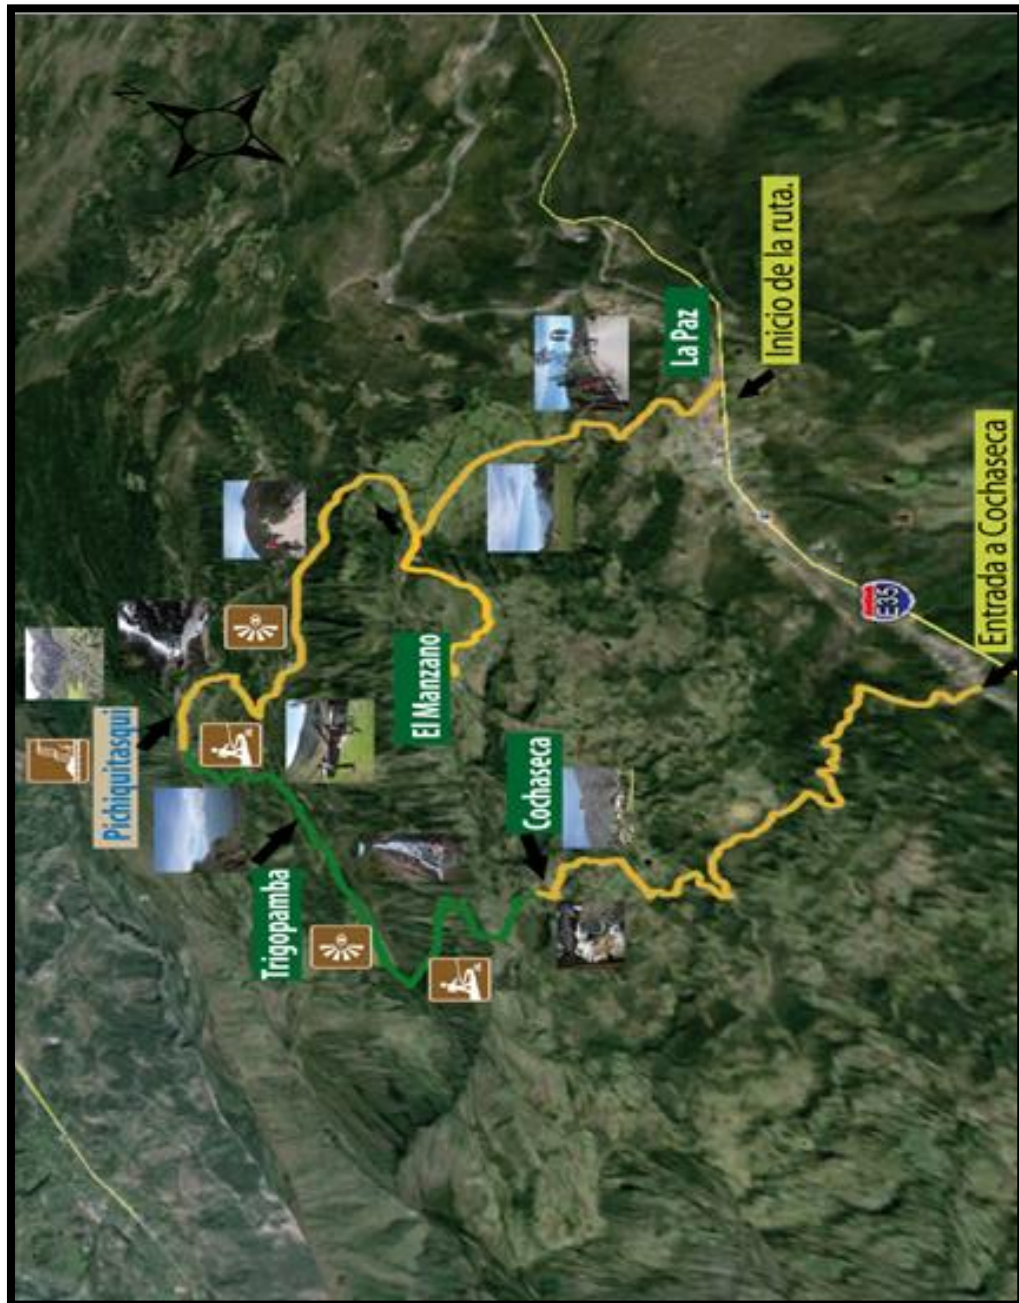 N
Pichiquitasqui
Trigopamba
El Manzano
Cochaseca
La Paz
Inicio de la ruta.
E35
Entrada a Cochaseca